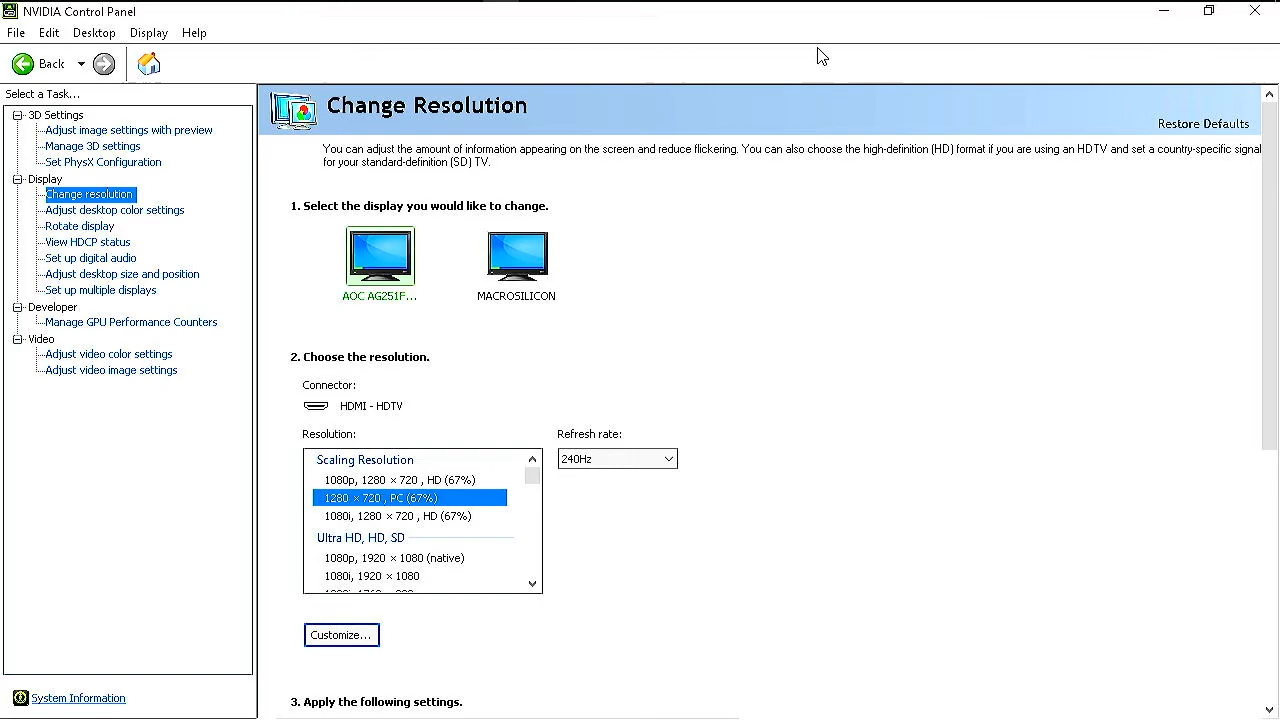 NVIDIA Control Panel
File Edit Desktop Display Help
Back
Select a Task...
3D Settings
Adjust image settings with preview
Manage 3D settings
Set PhysX Configuration
Display
Change resolution
Adjust desktop color settings
Rotate display
View HDCP status
Set up digital audio
Adjust desktop size and position
Set up multiple displays
Developer
Manage GPU Performance Counters
Video
Adjust video color settings
Adjust video image settings
System Information
Change Resolution
Restore Defaults
You can adjust the amount of information appearing on the screen and reduce flickering. You can also choose the high-definition (HD) format if you are using an HDTV and set a country-specific signal
for your standard-definition (SD) TV.
1. Select the display you would like to change.
AOC AG251F... MACROSILICON
2. Choose the resolution.
Connector:
HDMI - HDTV
Resolution: Refresh rate:
240Hz
Scaling Resolution
1080p, 1280 × 720 , HD (67%)
1280 × 720 , PC (67%)
1080i, 1280 × 720 , HD (67%)
Ultra HD, HD, SD
1080p, 1920 × 1080 (native)
1080i, 1920 × 1080
Customize...
3. Apply the following settings.